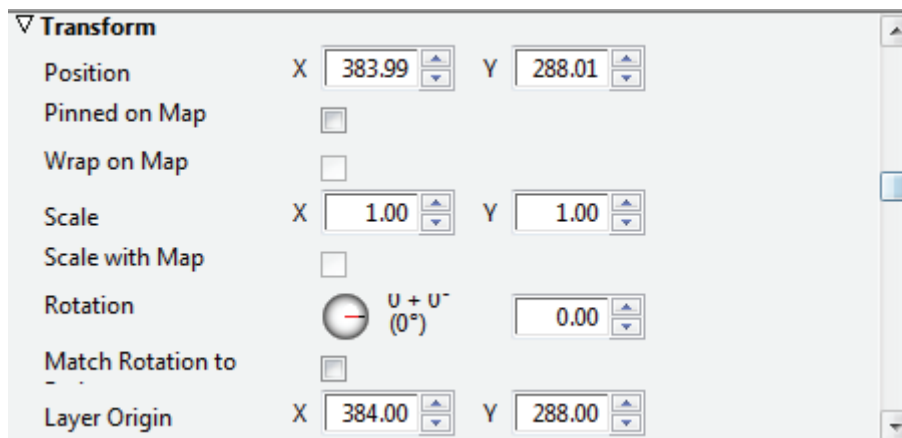 Transform
Position X 383.99 Y 288.01
Pinned on Map
Wrap on Map
Scale X 1.00 Y 1.00
Scale with Map
Rotation 0 + 0° (0°) 0.00
Match Rotation to
Layer Origin X 384.00 Y 288.00